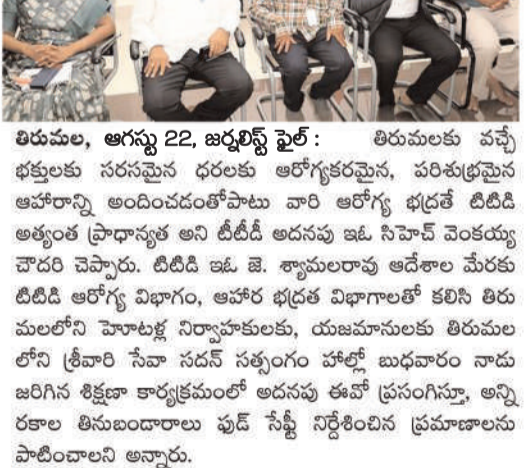 తిరుమల, ఆగస్టు 22, జర్నలిస్ట్ ఫైల్ : తిరుమలకు వచ్చే
భక్తులకు సరసమైన ధరలకు ఆరోగ్యకరమైన, పరిశుభ్రమైన
ఆహారాన్ని అందించడంతోపాటు వారి ఆరోగ్య భద్రతే టిటిడి
అత్యంత ప్రాధాన్యత అని టీటీడీ అదనపు ఇఓ సిహెచ్ వెంకయ్య
చౌదరి చెప్పారు. టిటిడి ఇఓ జె. శ్యామలరావు ఆదేశాల మేరకు
టిటిడి ఆరోగ్య విభాగం, ఆహార భద్రత విభాగాలతో కలిసి తిరు
మలలోని హెూటళ్ల నిర్వాహకులకు, యజమానులకు తిరుమల
లోని శ్రీవారి సేవా సదన్ సత్సంగం హాల్లో బుధవారం నాడు
జరిగిన శిక్షణా కార్యక్రమంలో అదనపు ఈవో ప్రసంగిస్తూ, అన్ని
రకాల తినుబండారాలు ఫుడ్ సేఫ్టీ నిర్దేశించిన ప్రమాణాలను
పాటించాలని అన్నారు.